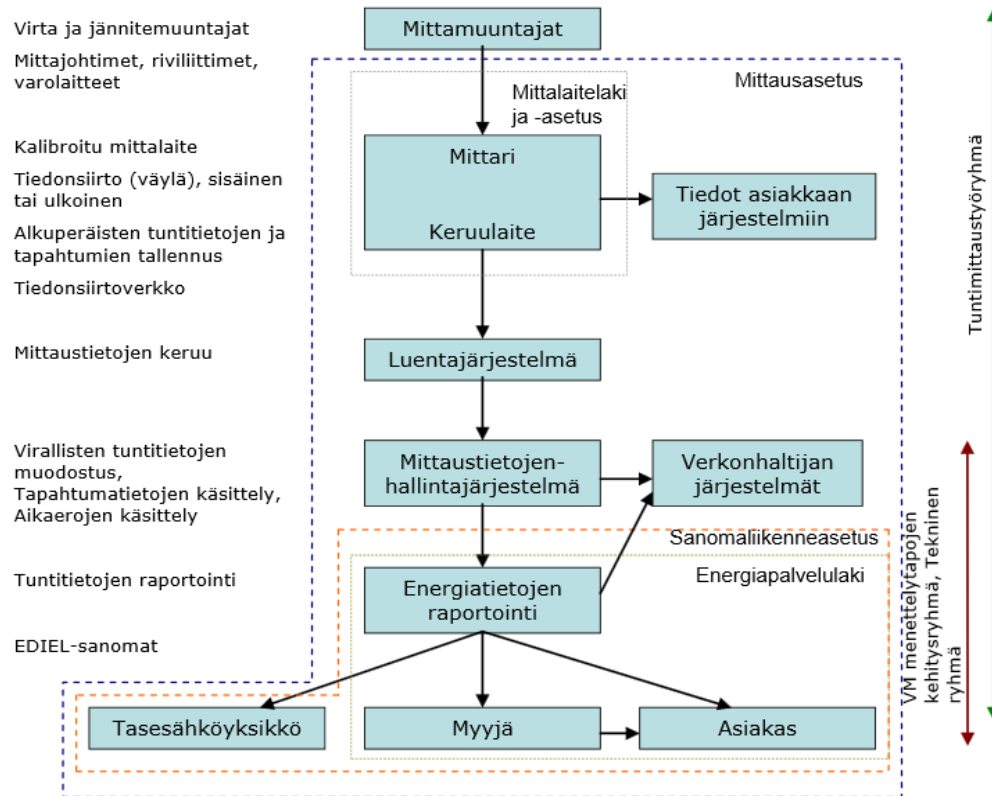 Virta ja jännitemuuntajat
Mittamuuntajat
Mittajohtimet, riviliittimet,
varolaitteet
Mittausasetus
Mittalaitelaki
ja -asetus
Kalibroitu mittalaite
Mittari
Tiedonsiirto (väylä), sisäinen
tai ulkoinen
Tiedot asiakkaan
järjestelmiin
Keruulaite
Alkuperäisten tuntitietojen ja
tapahtumien tallennus
Tiedonsiirtoverkko
Tuntimittaustyöryhmä
Mittaustietojen keruu
Luentajärjestelmä
Virallisten tuntitietojen
muodostus,
Tapahtumatietojen käsittely,
Aikaerojen käsittely
Mittaustietojen-
hallintajärjestelmä
Verkonhaltijan
järjestelmät
Sanomaliikenneasetus
Energiapalvelulaki
Tuntitietojen raportointi
Energiatietojen
raportointi
VM menettelytapojen
kehitysryhmä, Tekninen
ryhmä
EDIEL-sanomat
Tasesähköyksikkö
Myyjä
Asiakas